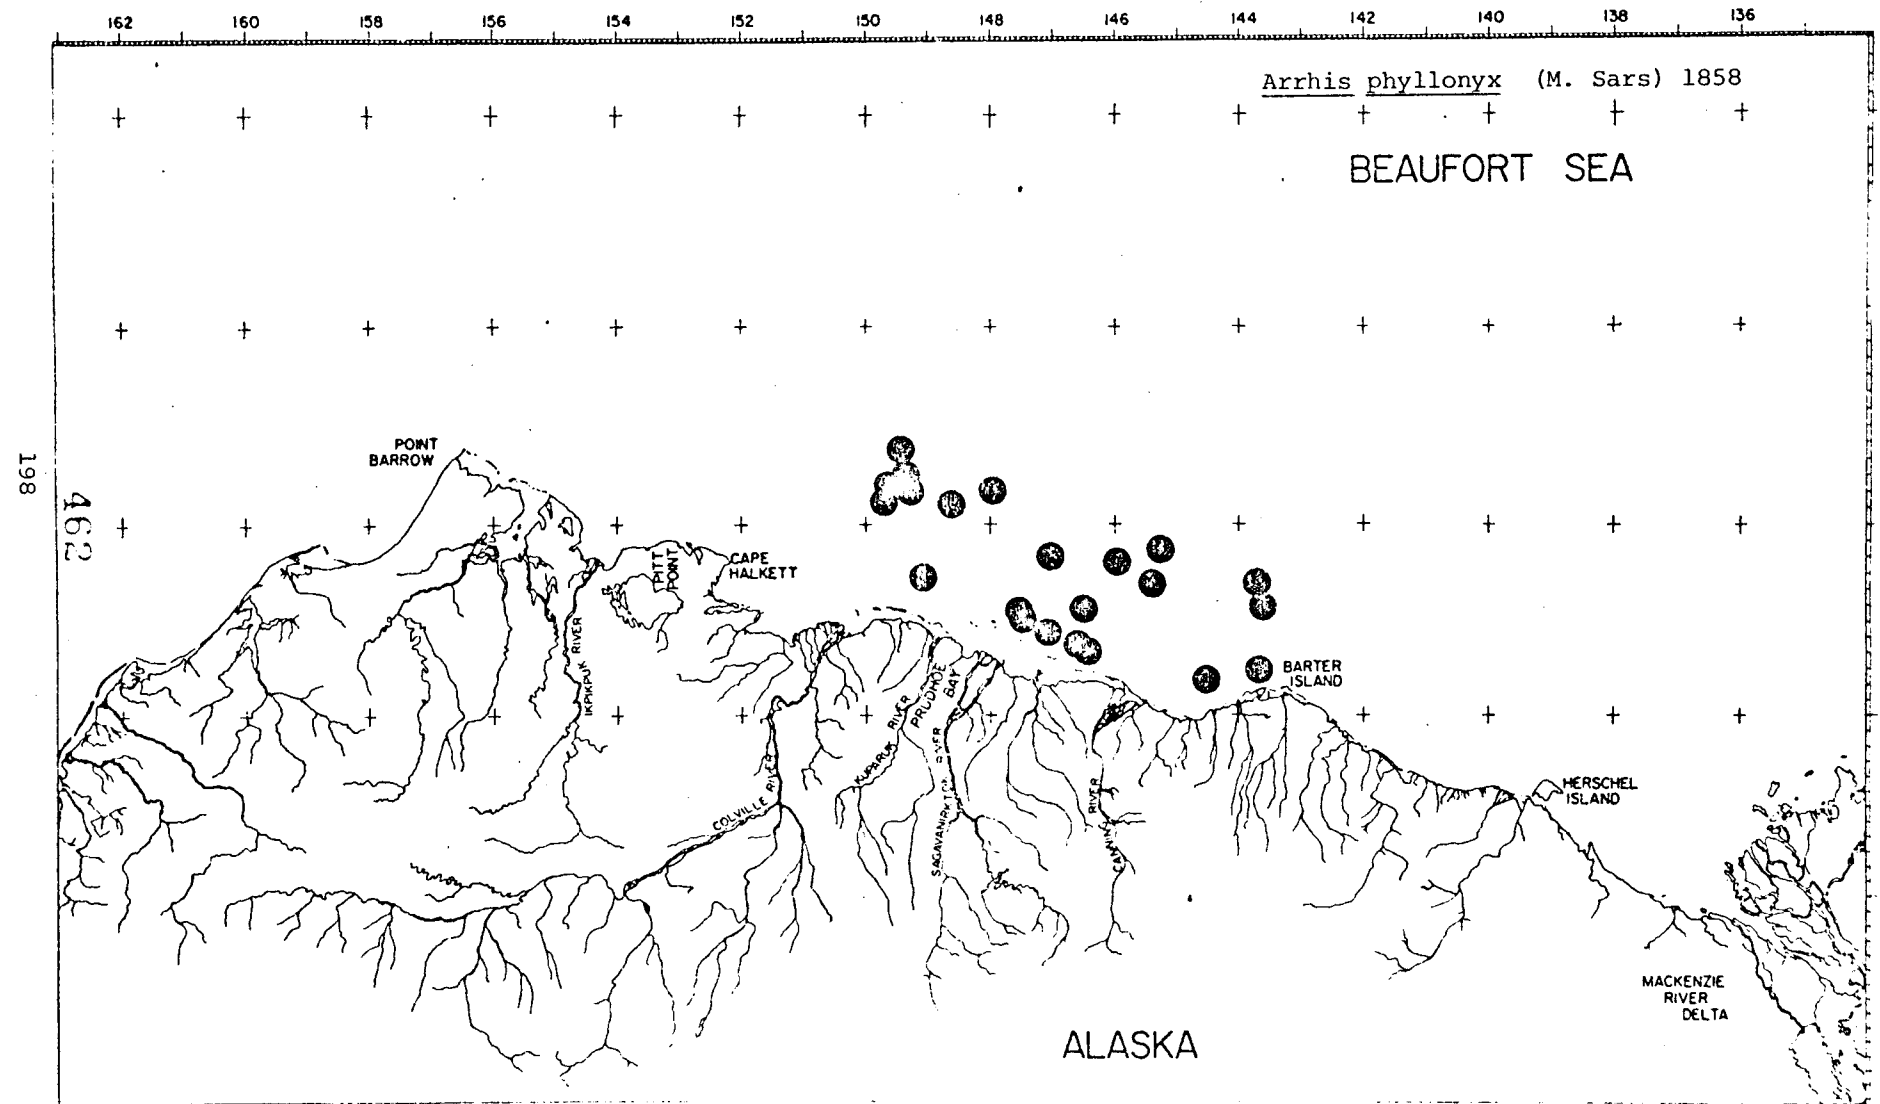 162 160 158 156 154 152 150 148 146 144 142 140 138 136
Arrhis phyllonyx (M. Sars) 1858
BEAUFORT SEA
POINT
BARROW
198
462
PITT
POINT
CAPE
HALKETT
IKPIKPUK RIVER
BARTER
ISLAND
PRUDHOE
BAY
KUPARUK RIVER
COLVILLE RIVER
SAGAVANIRKTOK RIVER
CANNING RIVER
HERSCHEL
ISLAND
MACKENZIE
RIVER
DELTA
ALASKA